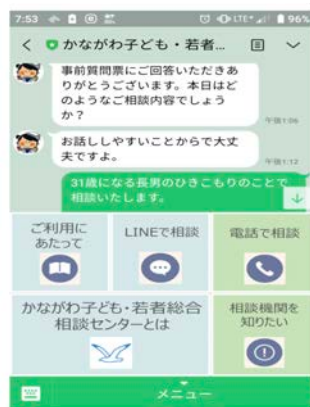 7:53
LTE
96%
かながわ子ども・若者...
事前質問票にご回答いただきあ
りがとうございます。本日はど
のようなご相談内容でしょう
か?
午後1:06
お話ししやすいことからで大丈
夫ですよ。
午後1:12
31歳になる長男のひきこもりのことで
相談いたします。
ご利用に
あたって
LINEで相談
電話で相談
かながわ子ども・若者総合
相談センターとは
相談機関を
知りたい
メニュー